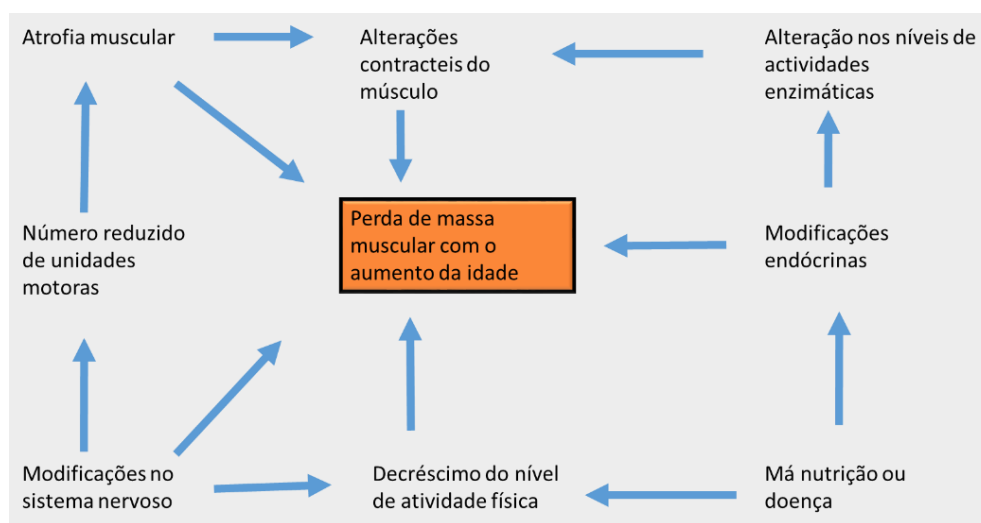 Atrofia muscular
Alterações
contracteis do
músculo
Alteração nos níveis de
actividades
enzimáticas
Número reduzido
de unidades
motoras
Perda de massa
muscular com o
aumento da idade
Modificações
endócrinas
Modificações no
sistema nervoso
Decréscimo do nível
de atividade física
Má nutrição ou
doença